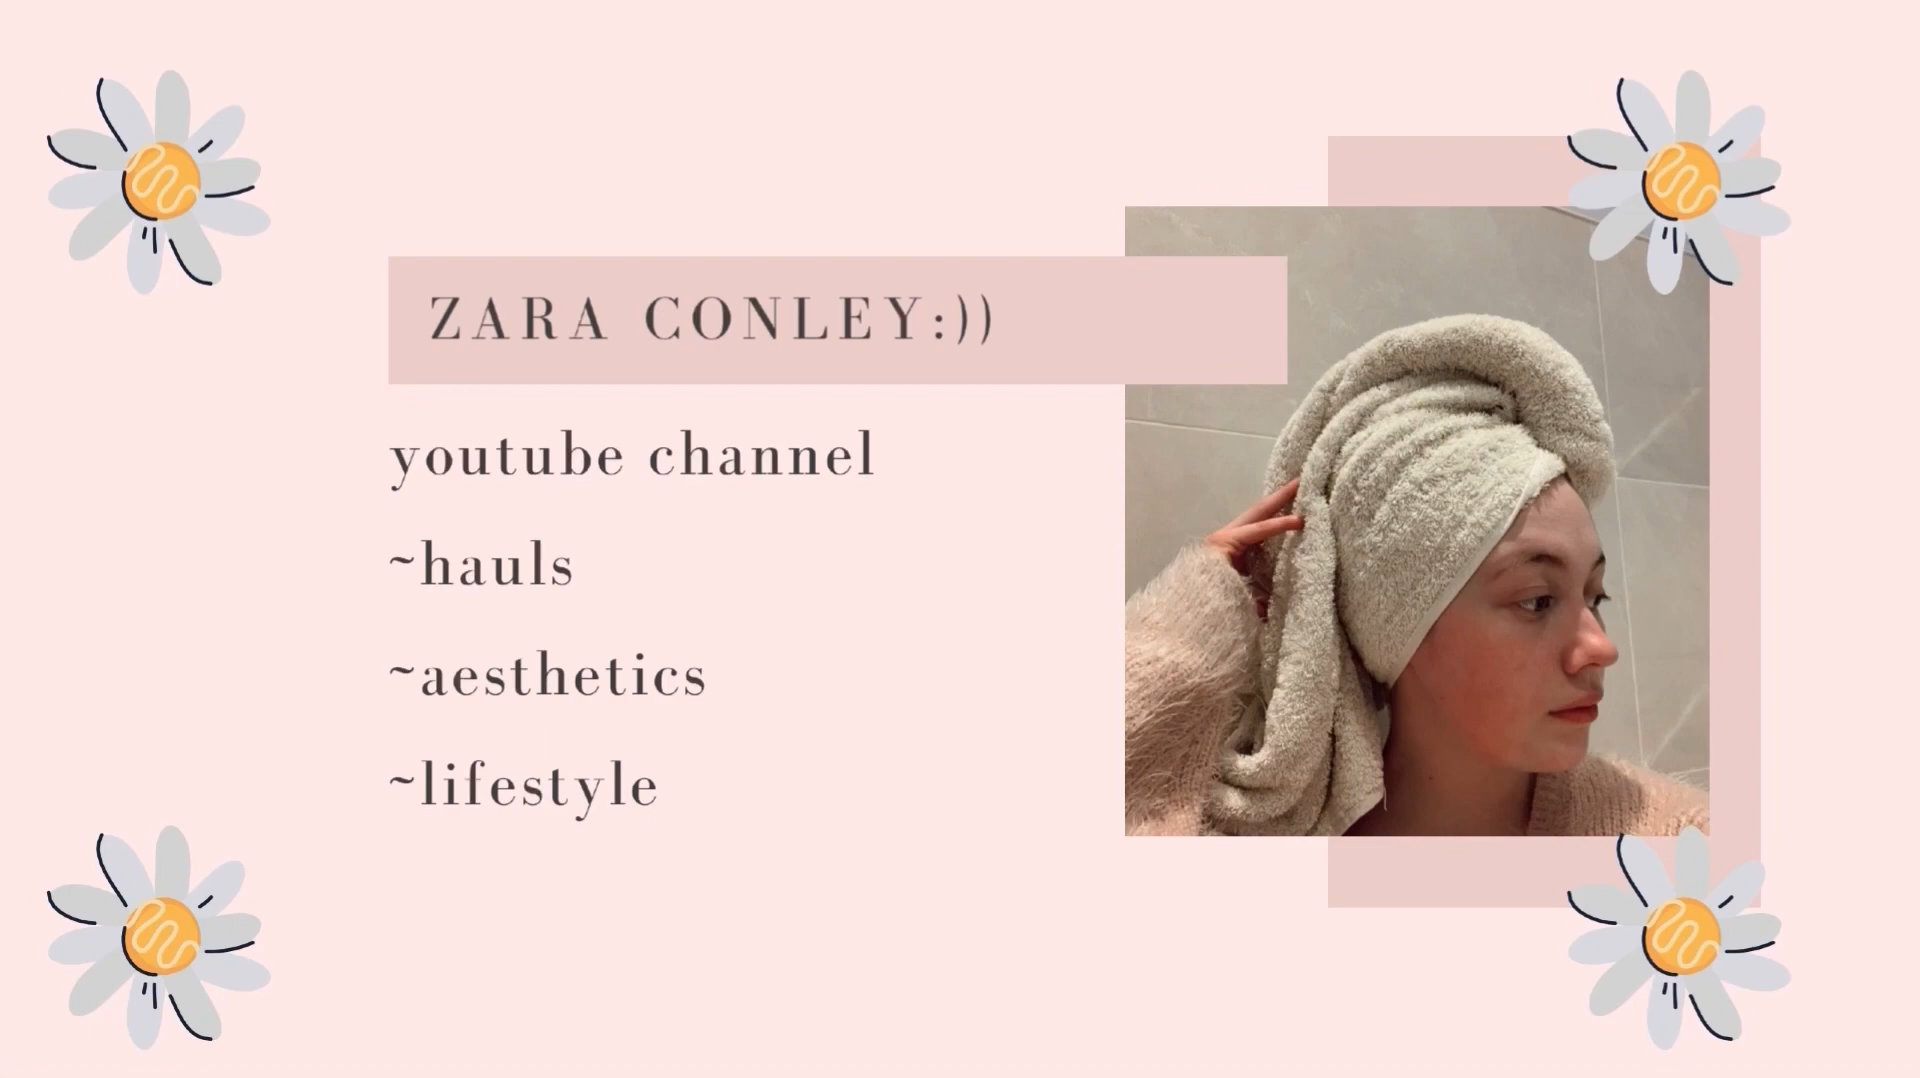 ZARA CONLEY:))
youtube channel
~hauls
~aesthetics
~lifestyle